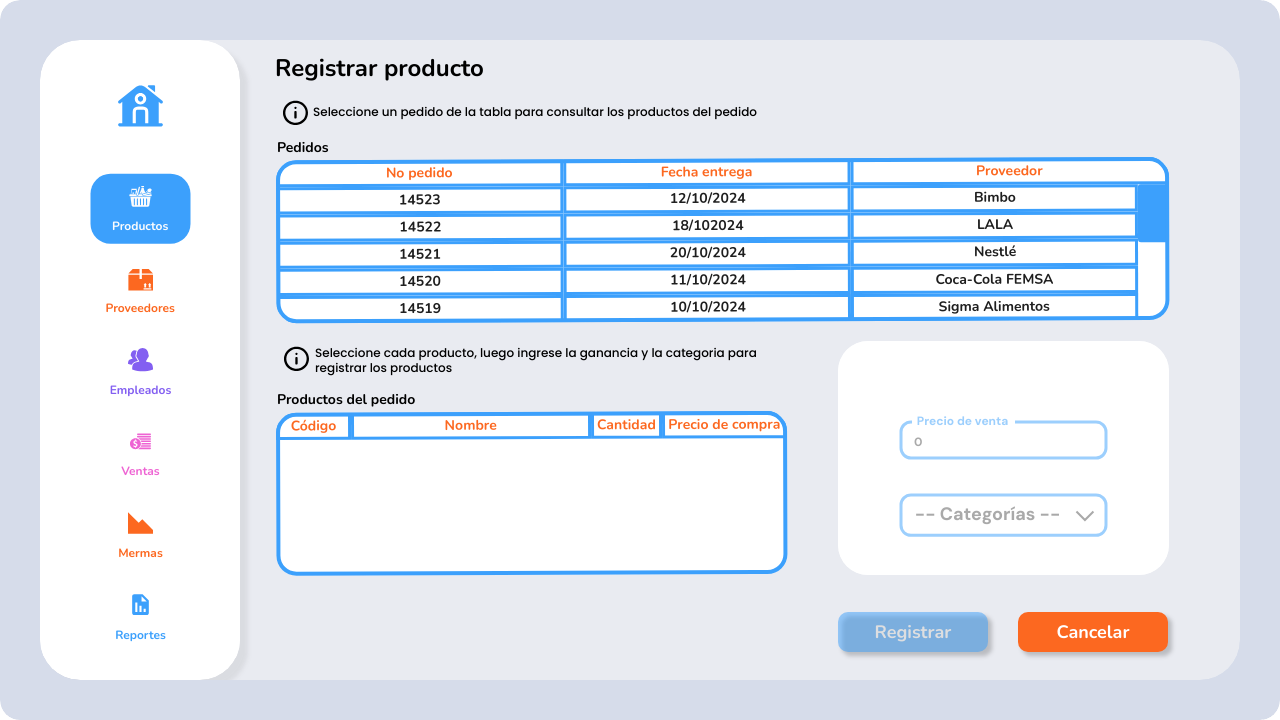 Registrar producto
Seleccione un pedido de la tabla para consultar los productos del pedido
Pedidos
No pedido Fecha entrega Proveedor
14523 12/10/2024 Bimbo
14522 18/102024 LALA
14521 20/10/2024 Nestlé
14520 11/10/2024 Coca-Cola FEMSA
14519 10/10/2024 Sigma Alimentos
Seleccione cada producto, luego ingrese la ganancia y la categoria para
registrar los productos
Productos del pedido
Código Nombre Cantidad Precio de compra
Precio de venta
0
-- Categorías --
Registrar
Cancelar
Productos
Proveedores
Empleados
Ventas
Mermas
Reportes